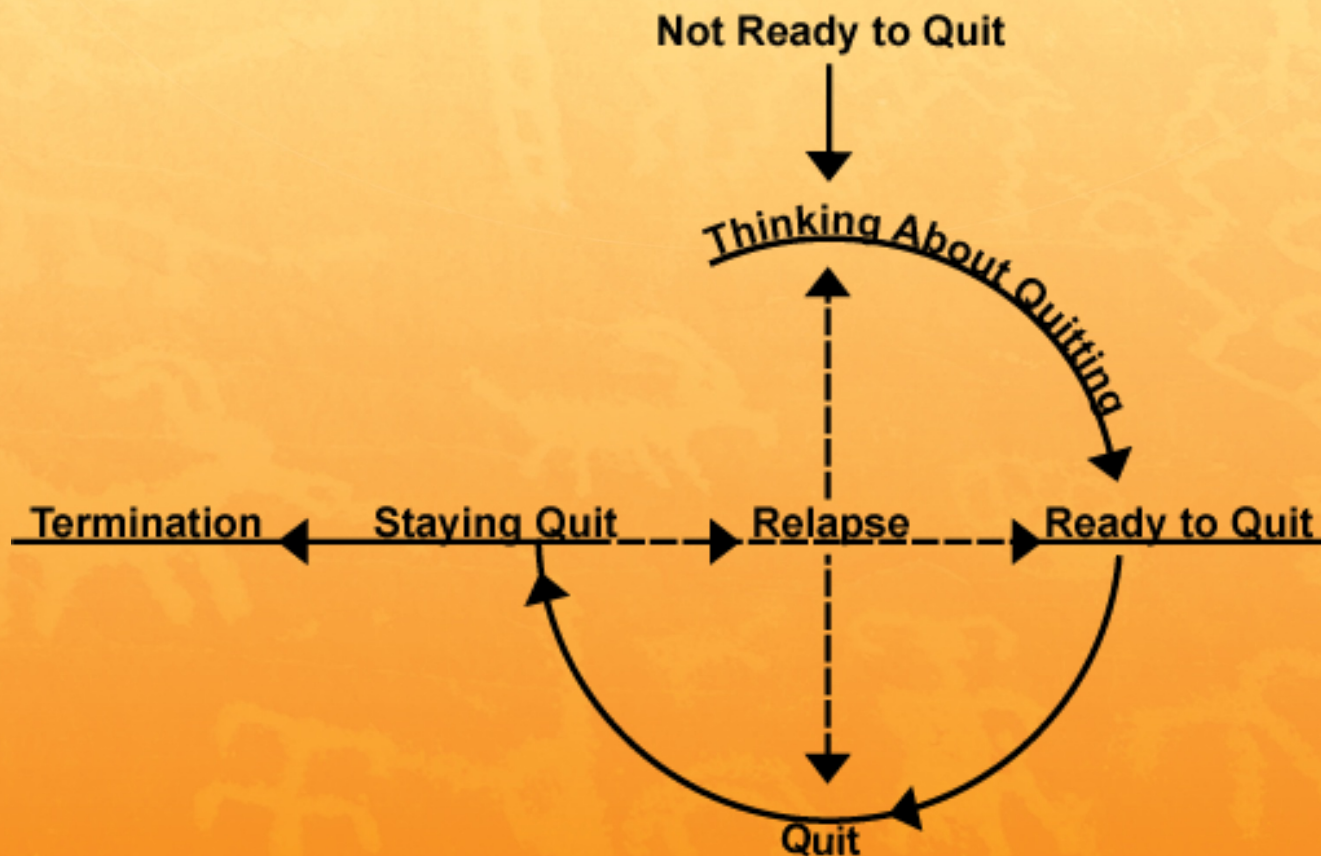 Not Ready to Quit
Thinking About Quitting
Termination
Staying Quit
Relapse
Ready to Quit
Quit